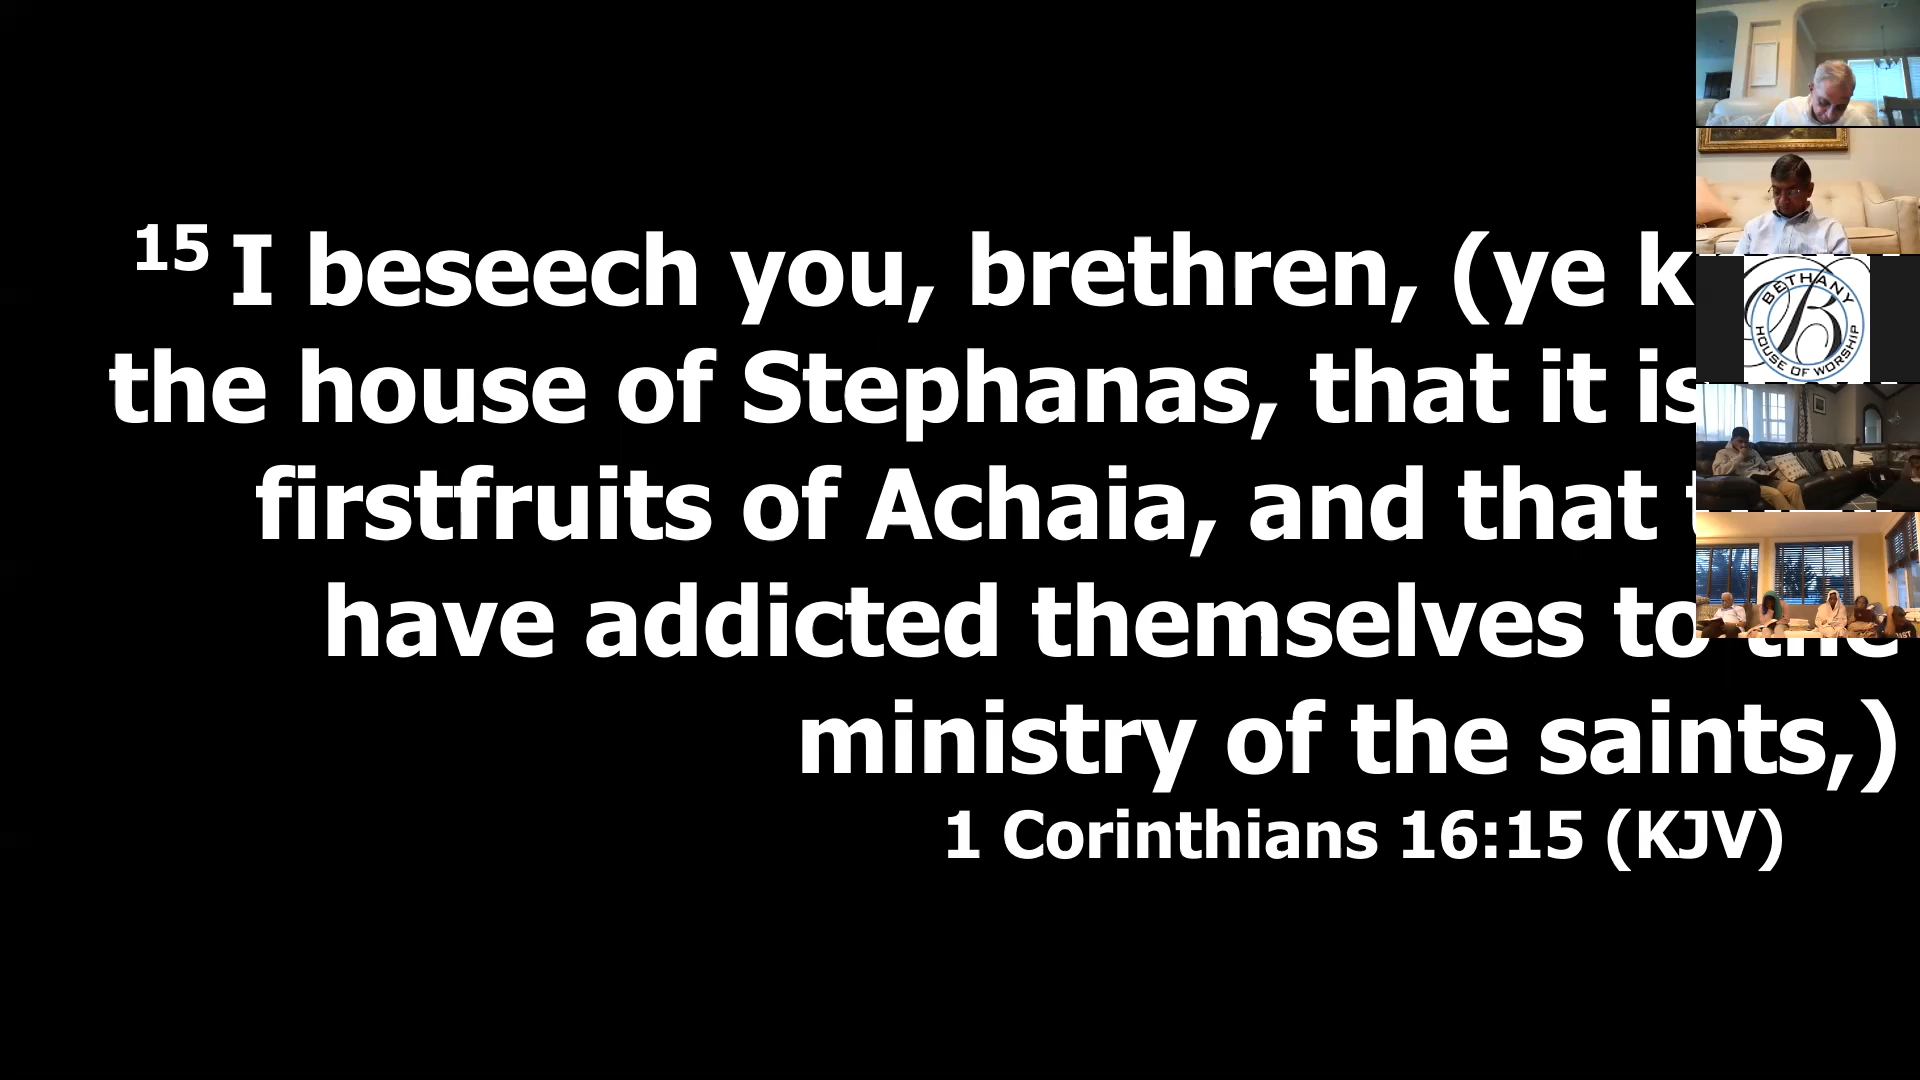 15 I beseech you, brethren, (ye k
the house of Stephanas, that it is
firstfruits of Achaia, and that t
have addicted themselves to the
ministry of the saints,)
1 Corinthians 16:15 (KJV)
BETHANY
B
HOUSE OF WORSHIP